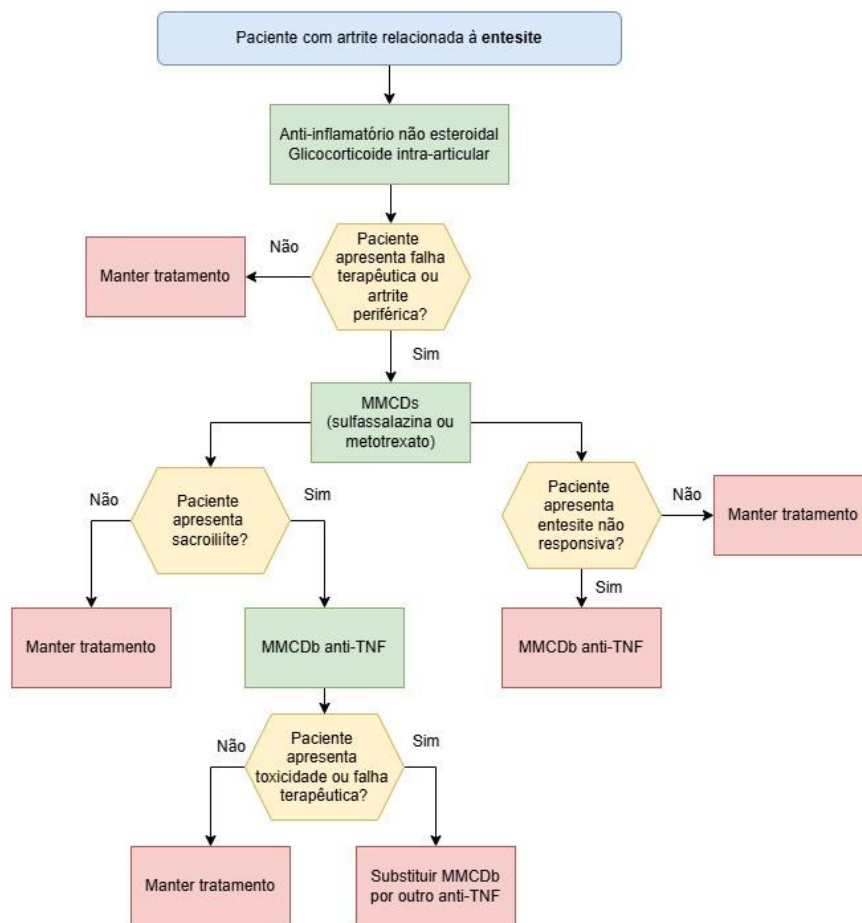 Paciente com artrite relacionada à entesite
Anti-inflamatório não esteroidal
Glicocorticoide intra-articular
Paciente
apresenta falha
terapêutica ou
artrite
periférica?
Não
Manter tratamento
Sim
MMCDs
(sulfassalazina ou
metotrexato)
Paciente
apresenta
sacroiliíte?
Não
Sim
Paciente
apresenta
entesite não
responsiva?
Não
Manter tratamento
Sim
Manter tratamento
MMCDb anti-TNF
MMCDb anti-TNF
Paciente
apresenta
toxicidade ou falha
terapêutica?
Não
Sim
Manter tratamento
Substituir MMCDb
por outro anti-TNF